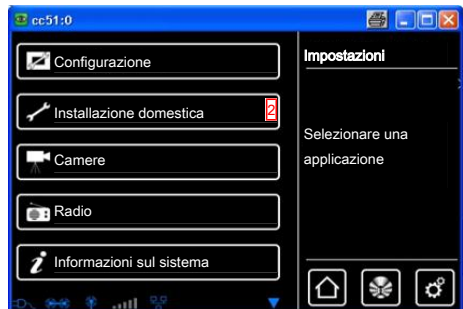 cc51:0
Configurazione
Installazione domestica
2
Camere
Radio
Informazioni sul sistema
Impostazioni
Selezionare una
applicazione